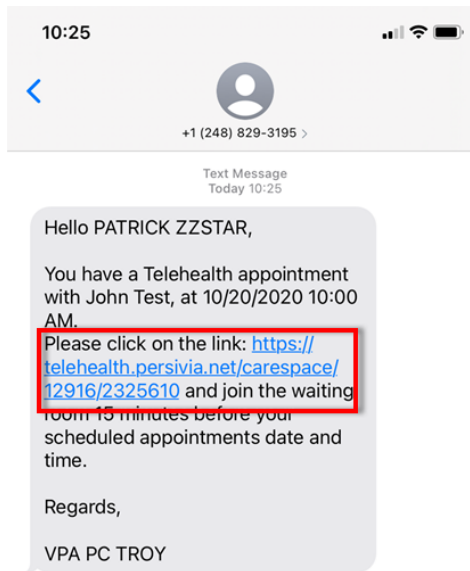 10:25
+1 (248) 829-3195 >
Text Message
Today 10:25
Hello PATRICK ZZSTAR,
You have a Telehealth appointment
with John Test, at 10/20/2020 10:00
AM.
Please click on the link: https://
telehealth.persivia.net/carespace/
12916/2325610 and join the waiting
room 15 minutes before your
scheduled appointments date and
time.
Regards,
VPA PC TROY